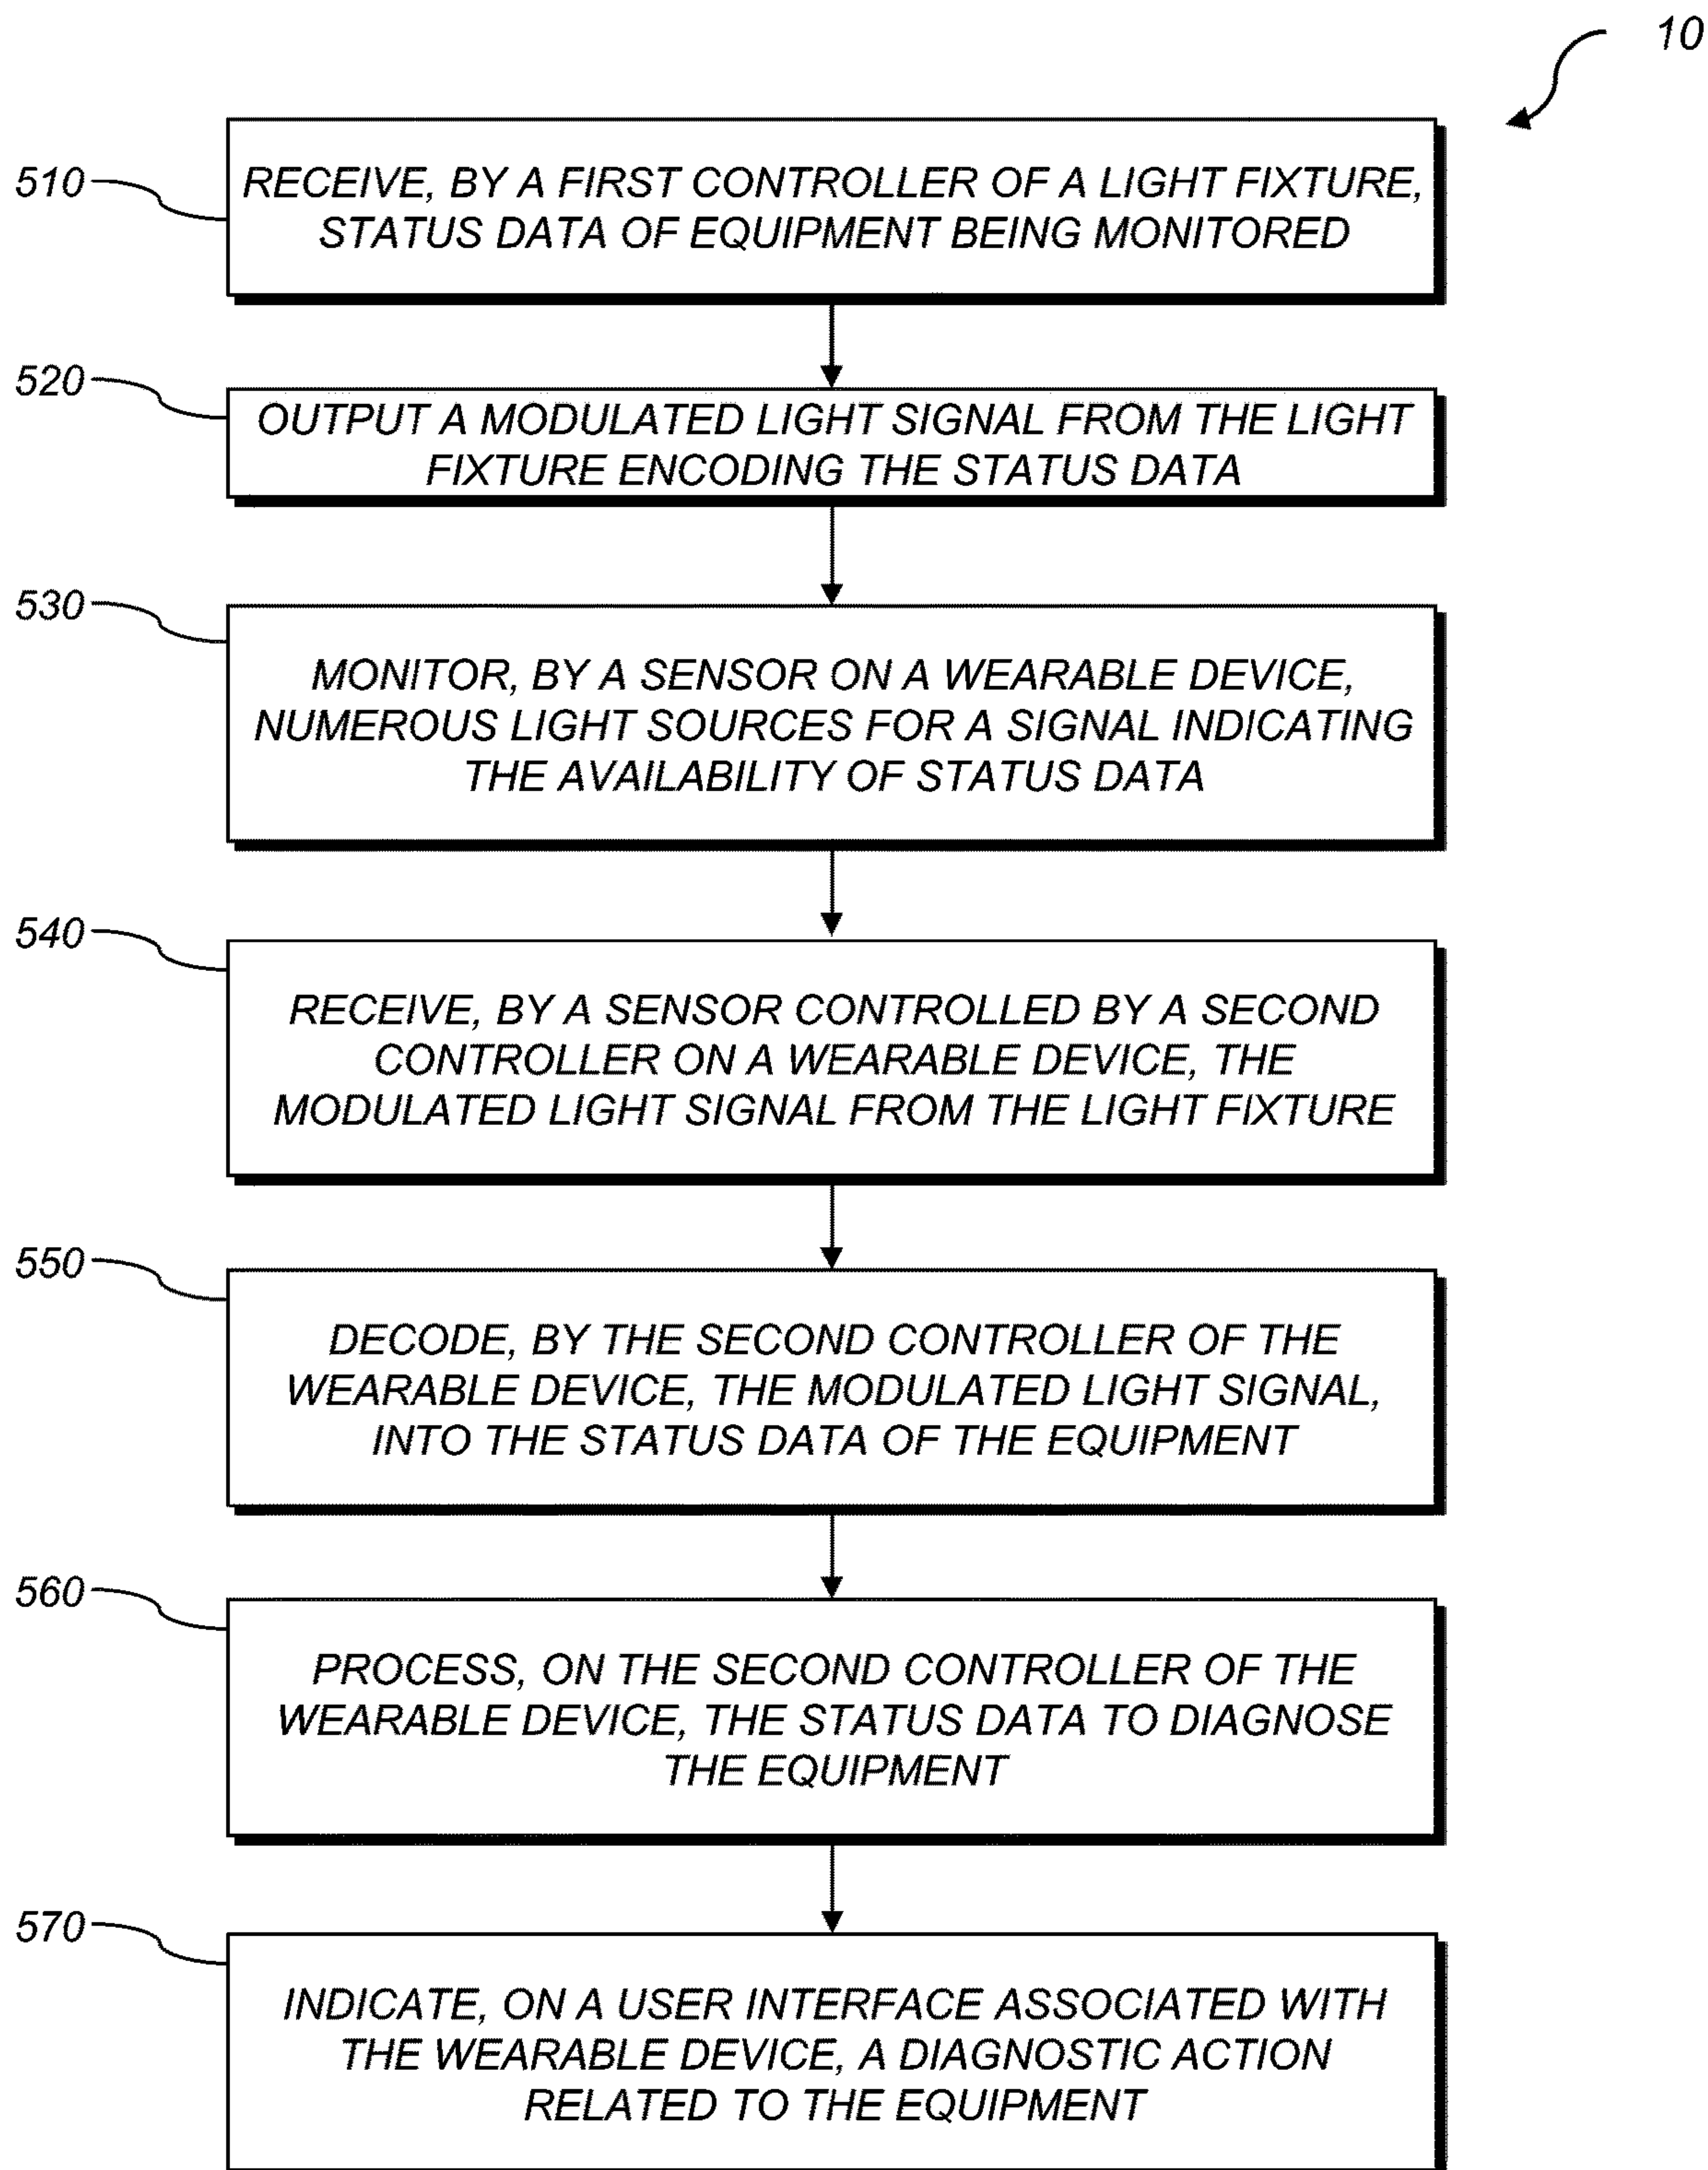 10
510
RECEIVE, BY A FIRST CONTROLLER OF A LIGHT FIXTURE,
STATUS DATA OF EQUIPMENT BEING MONITORED
520
OUTPUT A MODULATED LIGHT SIGNAL FROM THE LIGHT
FIXTURE ENCODING THE STATUS DATA
530
MONITOR, BY A SENSOR ON A WEARABLE DEVICE,
NUMEROUS LIGHT SOURCES FOR A SIGNAL INDICATING
THE AVAILABILITY OF STATUS DATA
540
RECEIVE, BY A SENSOR CONTROLLED BY A SECOND
CONTROLLER ON A WEARABLE DEVICE, THE
MODULATED LIGHT SIGNAL FROM THE LIGHT FIXTURE
550
DECODE, BY THE SECOND CONTROLLER OF THE
WEARABLE DEVICE, THE MODULATED LIGHT SIGNAL,
INTO THE STATUS DATA OF THE EQUIPMENT
560
PROCESS, ON THE SECOND CONTROLLER OF THE
WEARABLE DEVICE, THE STATUS DATA TO DIAGNOSE
THE EQUIPMENT
570
INDICATE, ON A USER INTERFACE ASSOCIATED WITH
THE WEARABLE DEVICE, A DIAGNOSTIC ACTION
RELATED TO THE EQUIPMENT